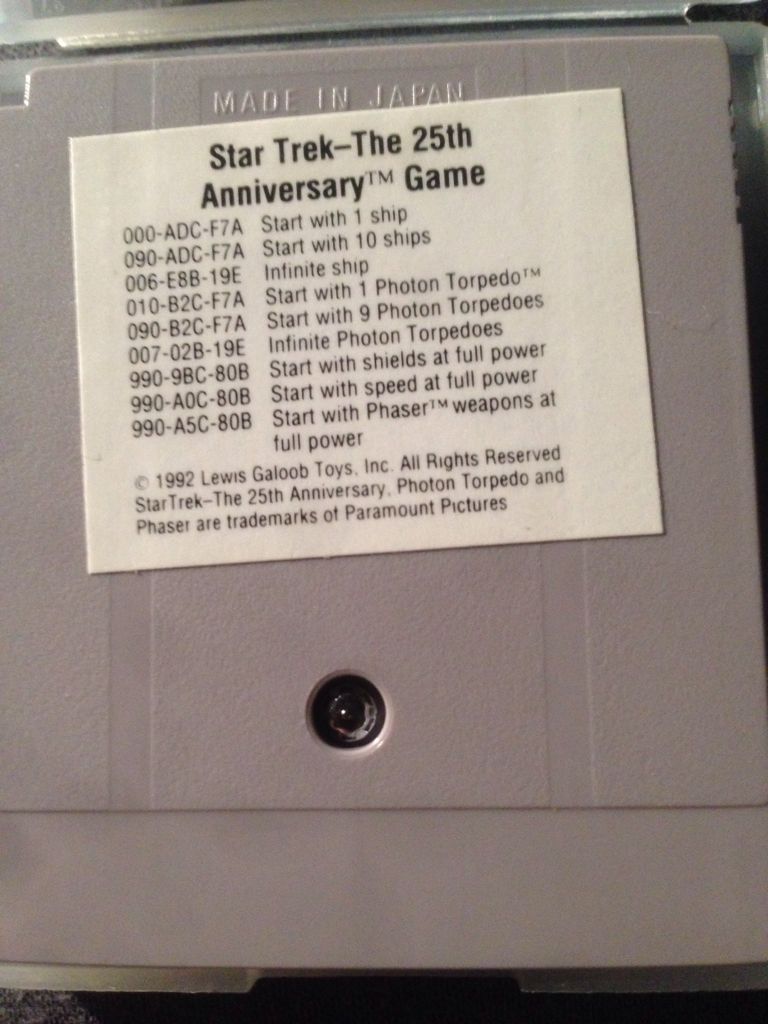 MADE IN JAPAN
Star Trek–The 25th
Anniversary™ Game
000-ADC-F7A Start with 1 ship
090-ADC-F7A Start with 10 ships
006-E8B-19E Infinite ship
010-B2C-F7A Start with 1 Photon Torpedo™
090-B2C-F7A Start with 9 Photon Torpedoes
007-02B-19E Infinite Photon Torpedoes
990-9BC-80B Start with shields at full power
990-A0C-80B Start with speed at full power
990-A5C-80B Start with Phaser™ weapons at
full power
© 1992 Lewis Galoob Toys, Inc. All Rights Reserved
StarTrek–The 25th Anniversary, Photon Torpedo and
Phaser are trademarks of Paramount Pictures